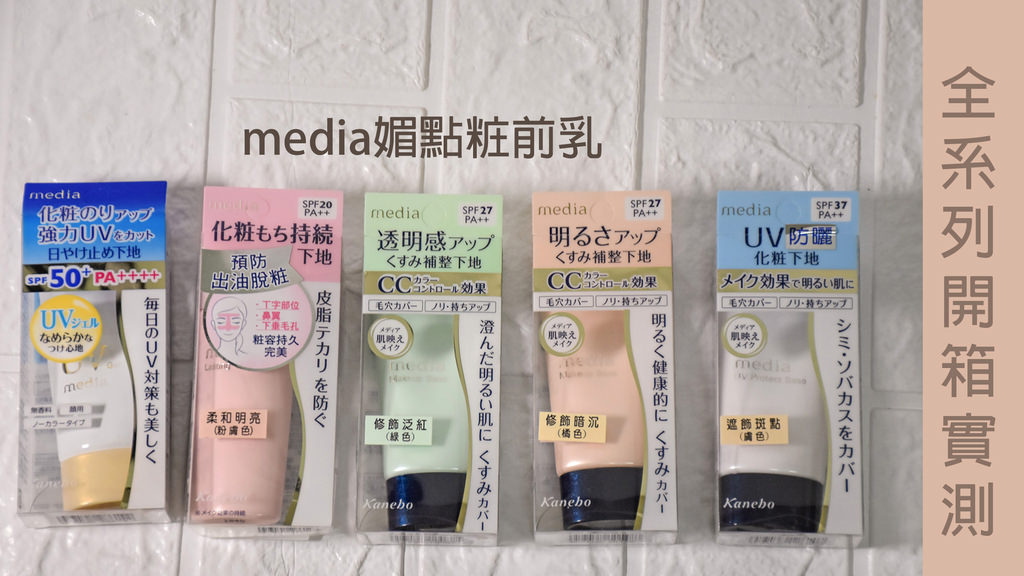 media媚點粧前乳
全系列開箱實測
media
化粧のりアップ
強力UVをカット
日やけ止め下地
SPF50+ PA++++
UVジェル
なめらかな
つけ心地
毎日のUV対策も美しく
UV
media
無香料 顔用
ノーカラータイプ
Kanebo
media
SPF20
PA++
化粧もち持続
下地
預防
出油脫粧
・丁字部位
・鼻翼
・下垂毛孔
粧容持久
完美
皮脂テカリを防ぐ
柔和明亮
(粉膚色)
media
SPF27
PA++
透明感アップ
くすみ補整下地
CCカラーコントロール効果
毛穴カバー ノリ・持ちアップ
メディア
肌映え
メイク
澄んだ明るい肌に くすみカバー
修飾泛紅
(綠色)
Kanebo
media
SPF27
PA++
明るさアップ
くすみ補整下地
CCカラーコントロール効果
毛穴カバー ノリ・持ちアップ
メディア
肌映え
メイク
media
明るく健康的に くすみカバー
修飾暗沉
(橘色)
Kanebo
media
SPF37
PA++
UV防曬
化粧下地
メイク効果で明るい肌に
毛穴カバー ノリ・持ちアップ
メディア
肌映え
メイク
media
シミ・ソバカスをカバー
遮飾斑點
(膚色)
Kanebo